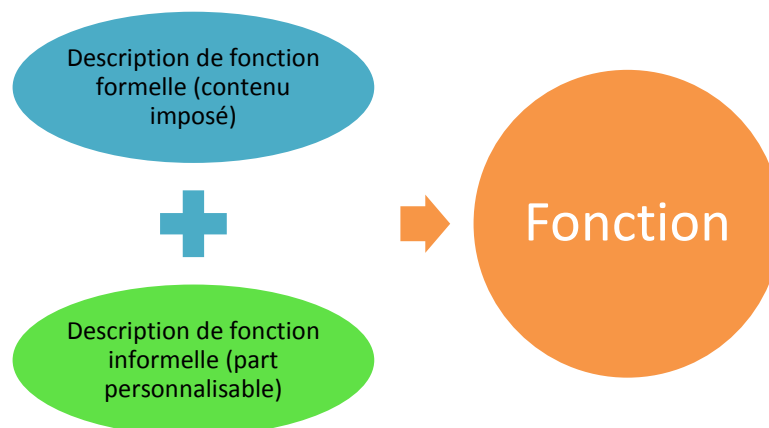 Description de fonction
formelle (contenu
imposé)
Fonction
Description de fonction
informelle (part
personnalisable)